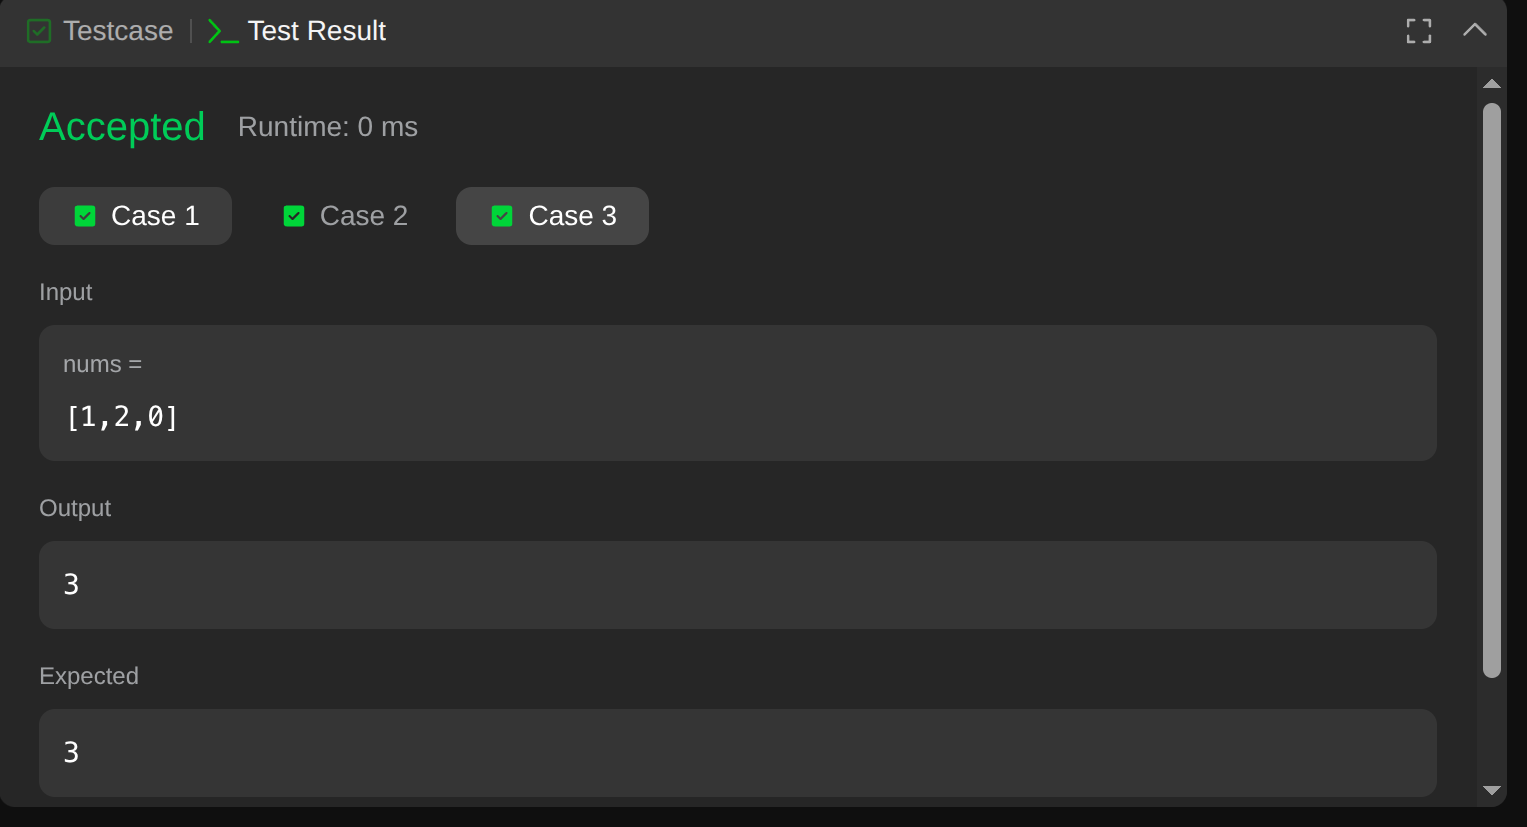 Testcase Test Result
Accepted Runtime: 0 ms
Case 1 Case 2 Case 3
Input
nums =
[1,2,0]
Output
3
Expected
3